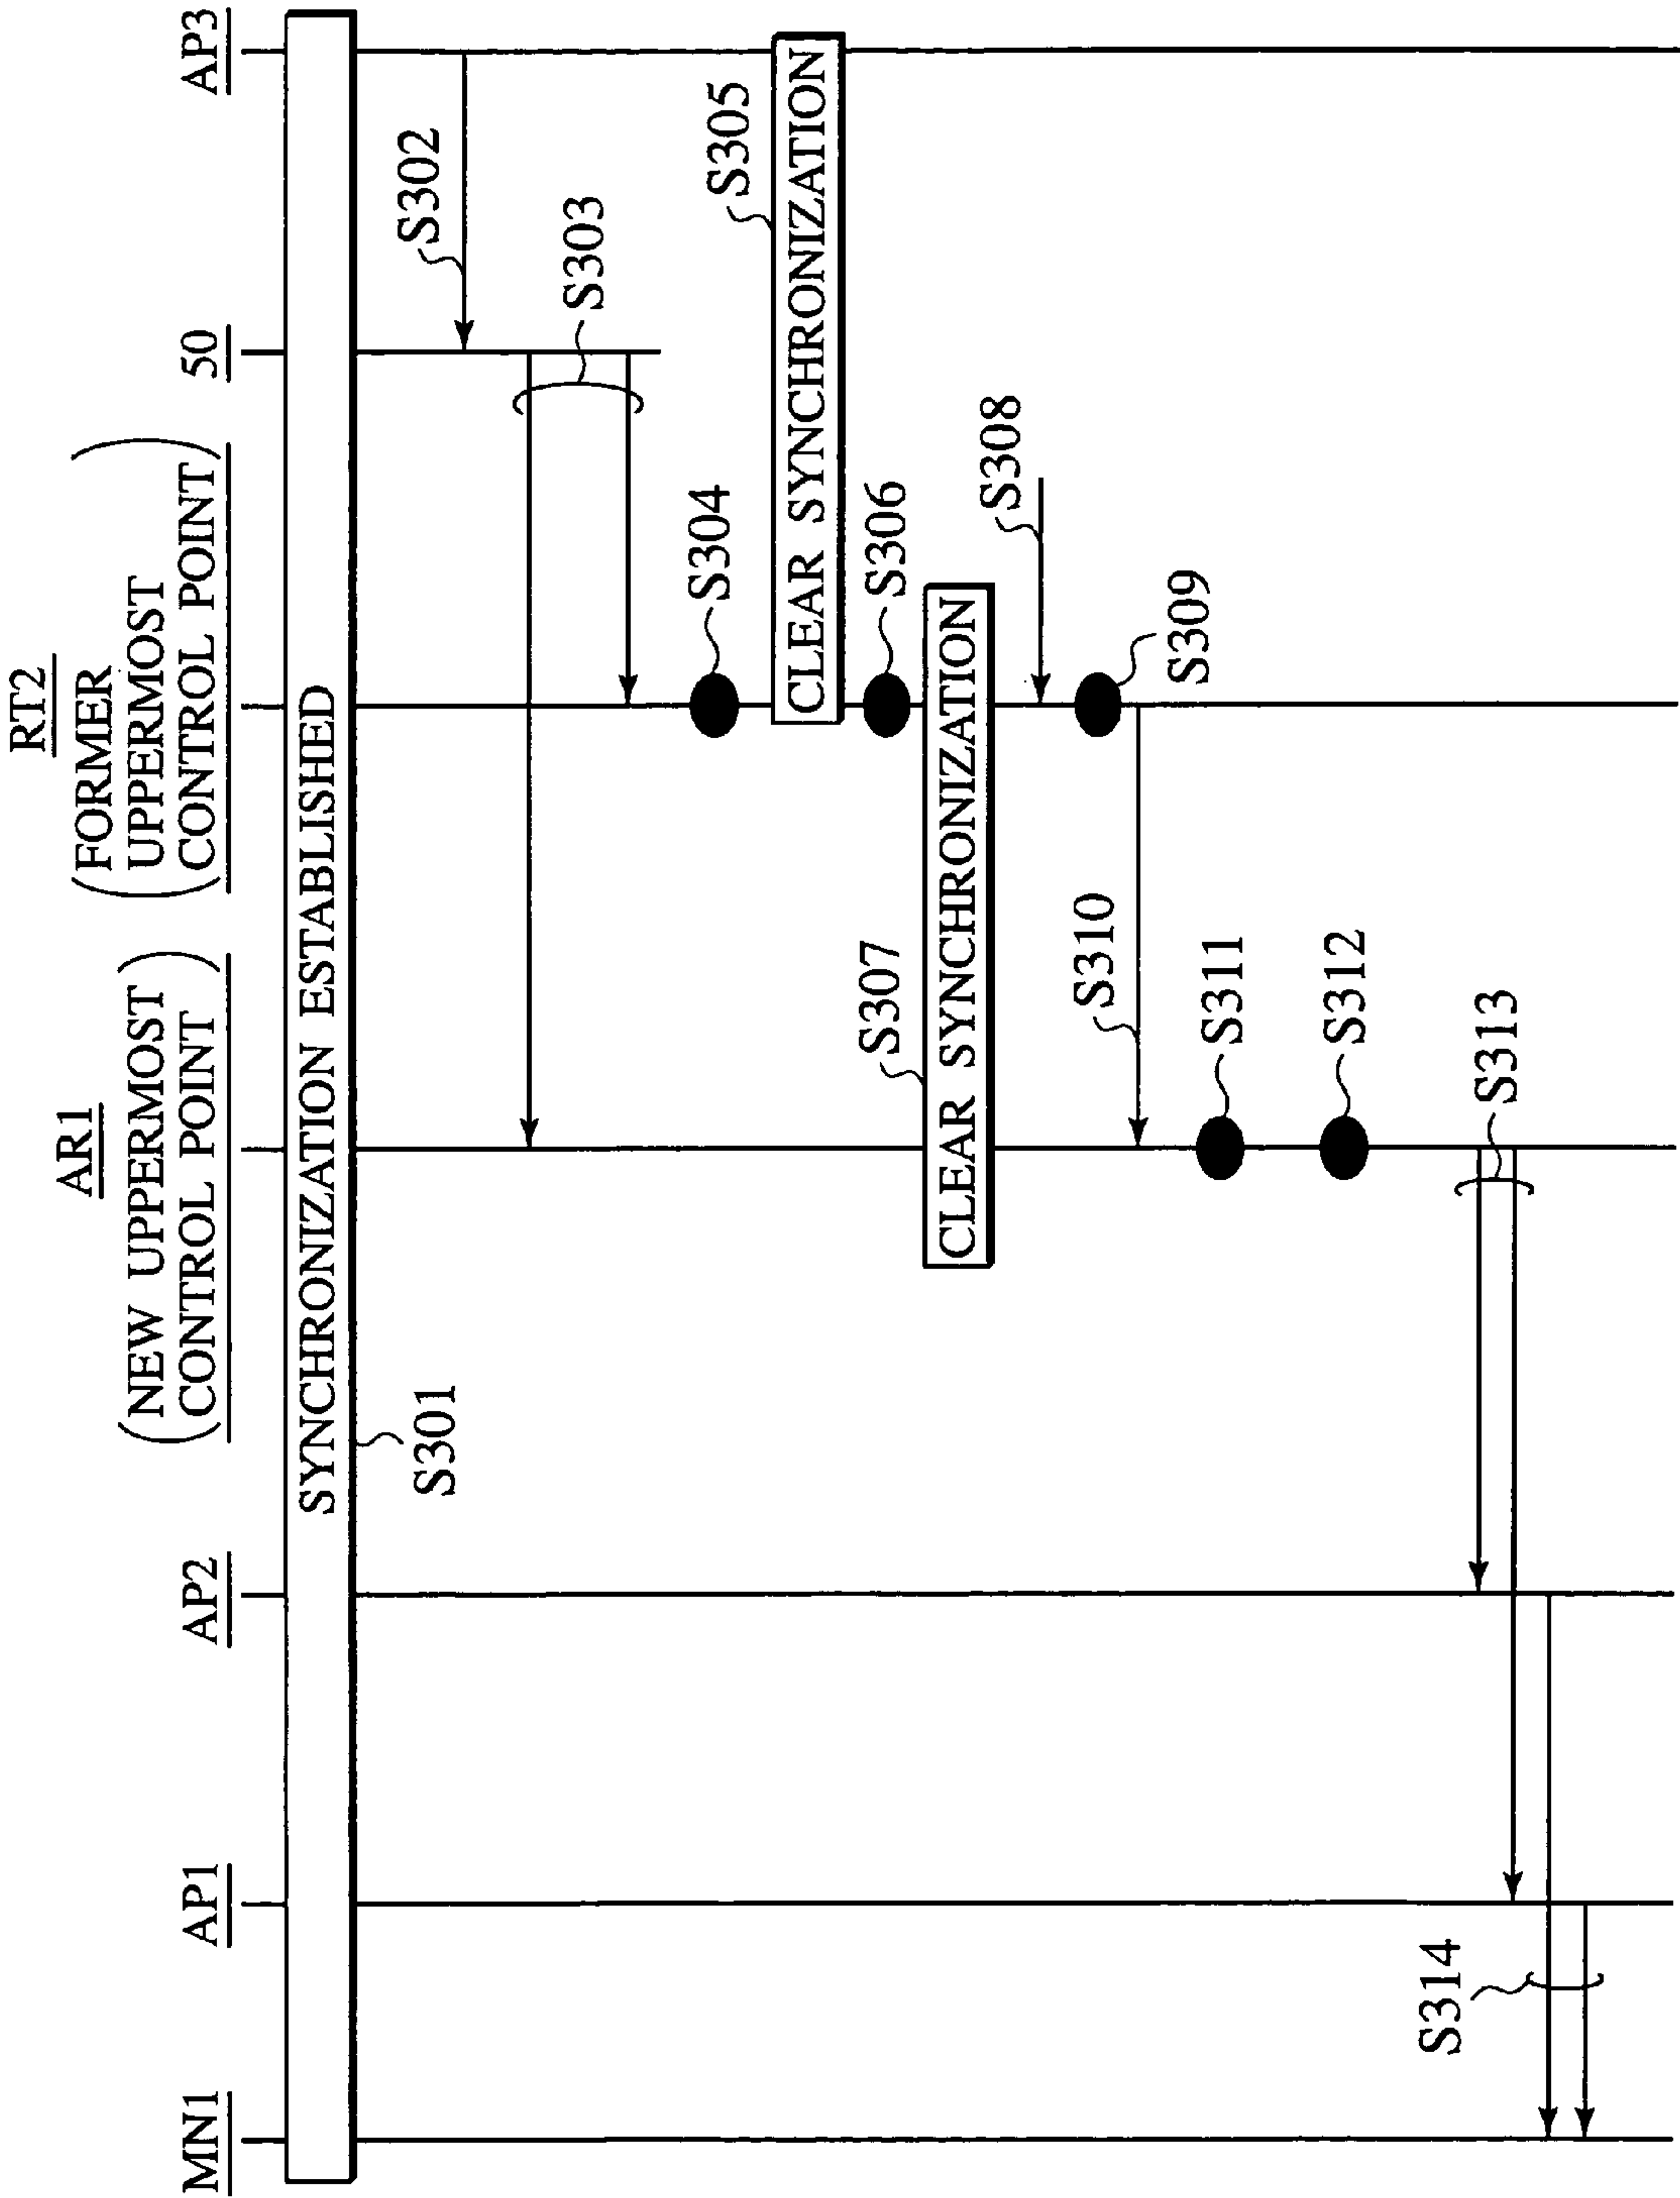 MN1
AP1
AP2
AR1
(NEW UPPERMOST
CONTROL POINT)
RT2
(FORMER
UPPERMOST
CONTROL POINT)
50
AP3
SYNCHRONIZATION ESTABLISHED
S301
S302
S303
S304
S305
CLEAR SYNCHRONIZATION
S306
S307
CLEAR SYNCHRONIZATION
S308
S309
S310
S311
S312
S313
S314